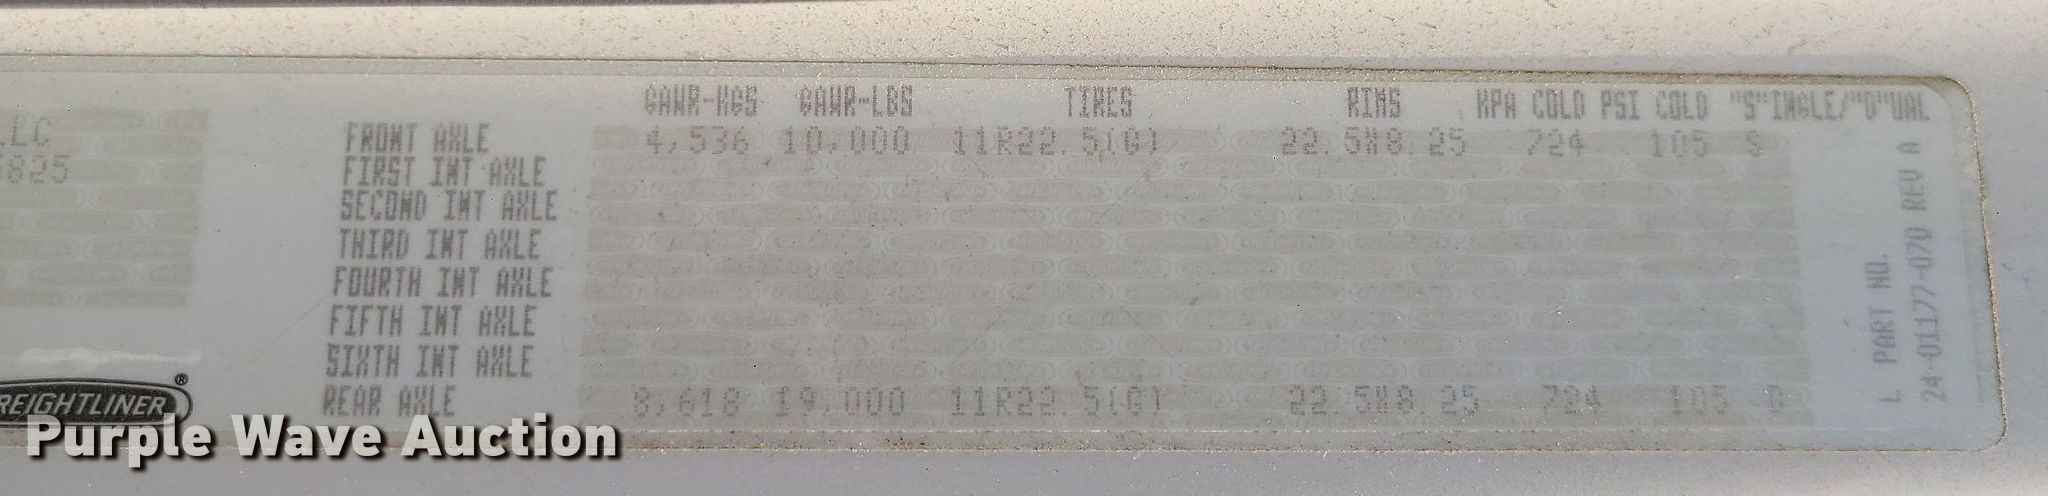 GAWR-KGS GAWR-LBS TIRES RIMS KPA COLD PSI COLD "S"INGLE/"D"UAL
LLC
FRONT AXLE 4,536 10,000 11R22.5(G) 22.5X8.25 724 105 S
5825
FIRST INT AXLE
SECOND INT AXLE
THIRD INT AXLE
FOURTH INT AXLE
FIFTH INT AXLE
SIXTH INT AXLE
REAR AXLE 8,618 19,000 11R22.5(G) 22.5X8.25 724 105 D
REIGHTLINER®
L PART NO.
24-01177-070 REV A
Purple Wave Auction